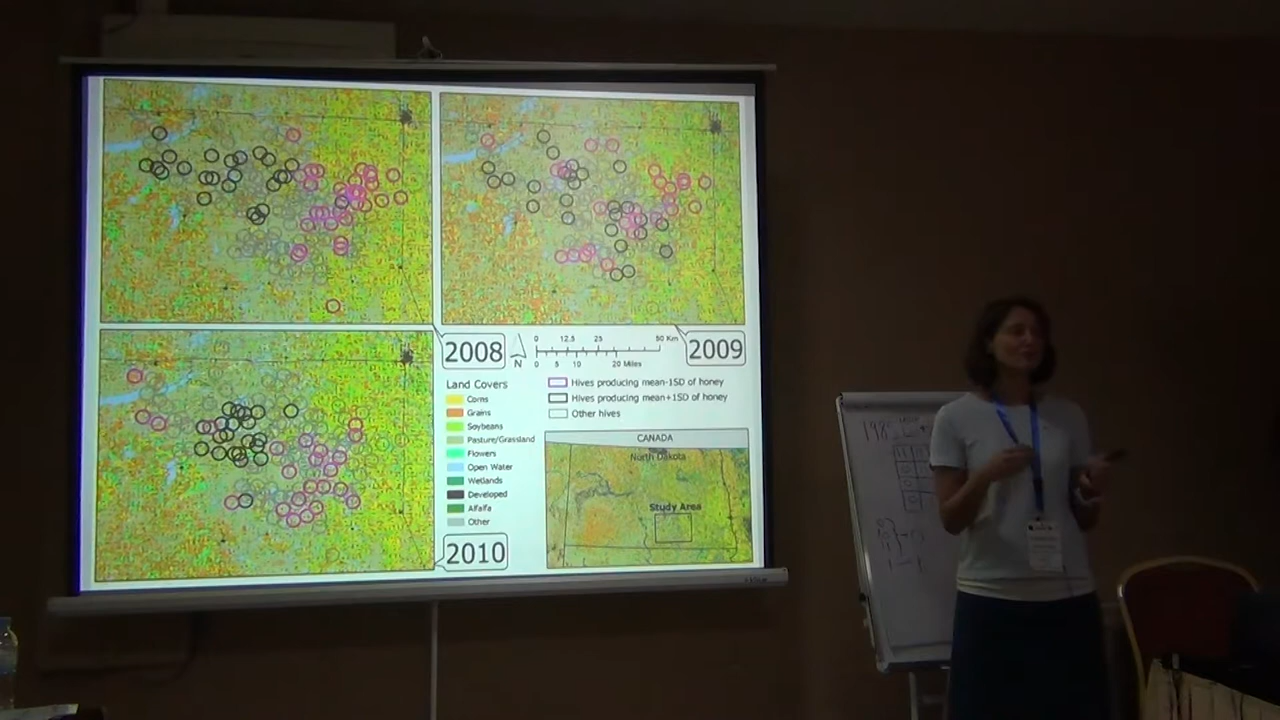 2008
N
0 12.5 25 50 Km
0 5 10 20 Miles
2009
Land Covers
Corns
Grains
Soybeans
Pasture/Grassland
Flowers
Open Water
Wetlands
Developed
Alfalfa
Other
Hives producing mean-1SD of honey
Hives producing mean+1SD of honey
Other hives
CANADA
North Dakota
Study Area
2010
198